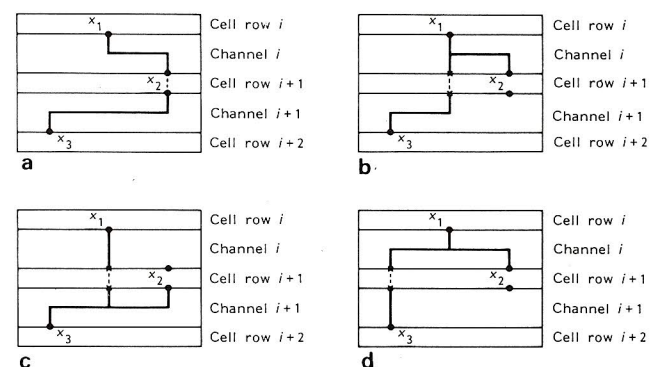 x1 Cell row i
Channel i
x2 Cell row i+1
Channel i+1
x3 Cell row i+2
a
x1 Cell row i
Channel i
x2 Cell row i+1
Channel i+1
x3 Cell row i+2
b
x1 Cell row i
Channel i
x2 Cell row i+1
Channel i+1
x3 Cell row i+2
c
x1 Cell row i
Channel i
x2 Cell row i+1
Channel i+1
x3 Cell row i+2
d